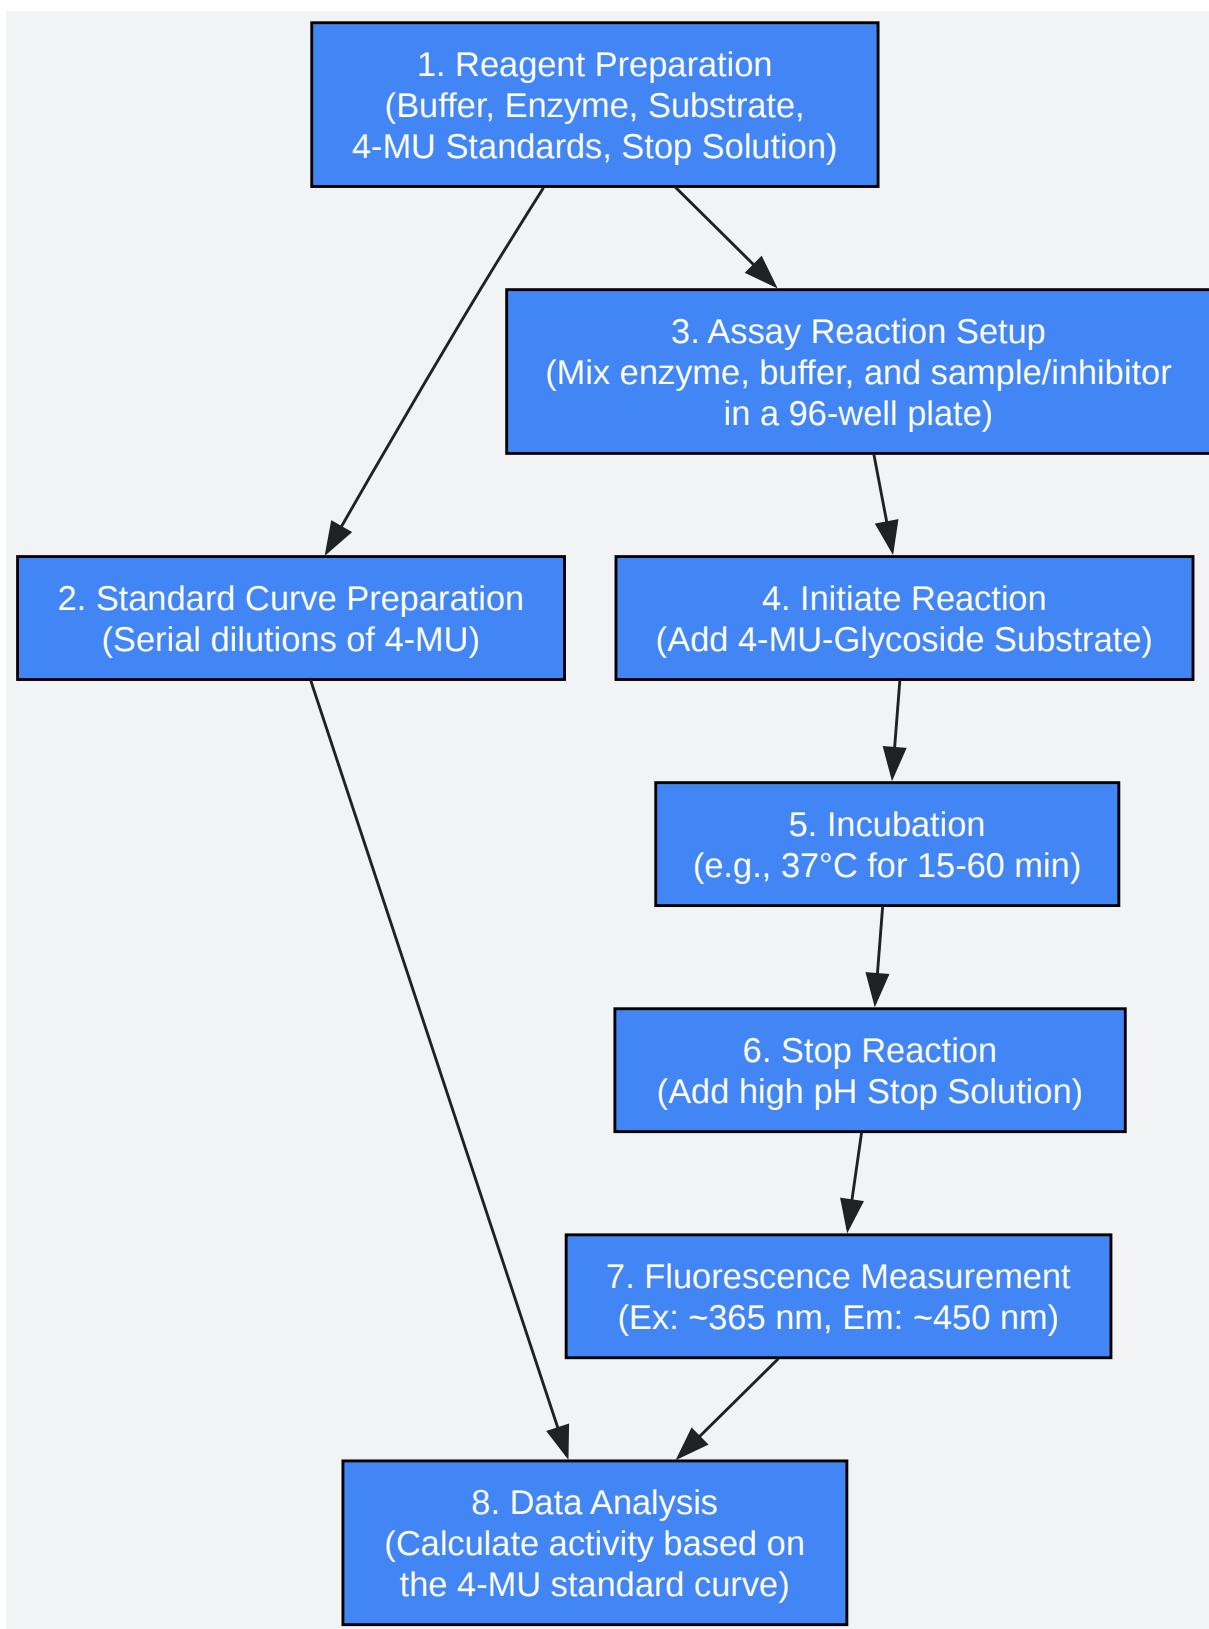 1. Reagent Preparation
(Buffer, Enzyme, Substrate,
4-MU Standards, Stop Solution)
3. Assay Reaction Setup
(Mix enzyme, buffer, and sample/inhibitor
in a 96-well plate)
2. Standard Curve Preparation
(Serial dilutions of 4-MU)
4. Initiate Reaction
(Add 4-MU-Glycoside Substrate)
5. Incubation
(e.g., 37°C for 15-60 min)
6. Stop Reaction
(Add high pH Stop Solution)
7. Fluorescence Measurement
(Ex: ~365 nm, Em: ~450 nm)
8. Data Analysis
(Calculate activity based on
the 4-MU standard curve)